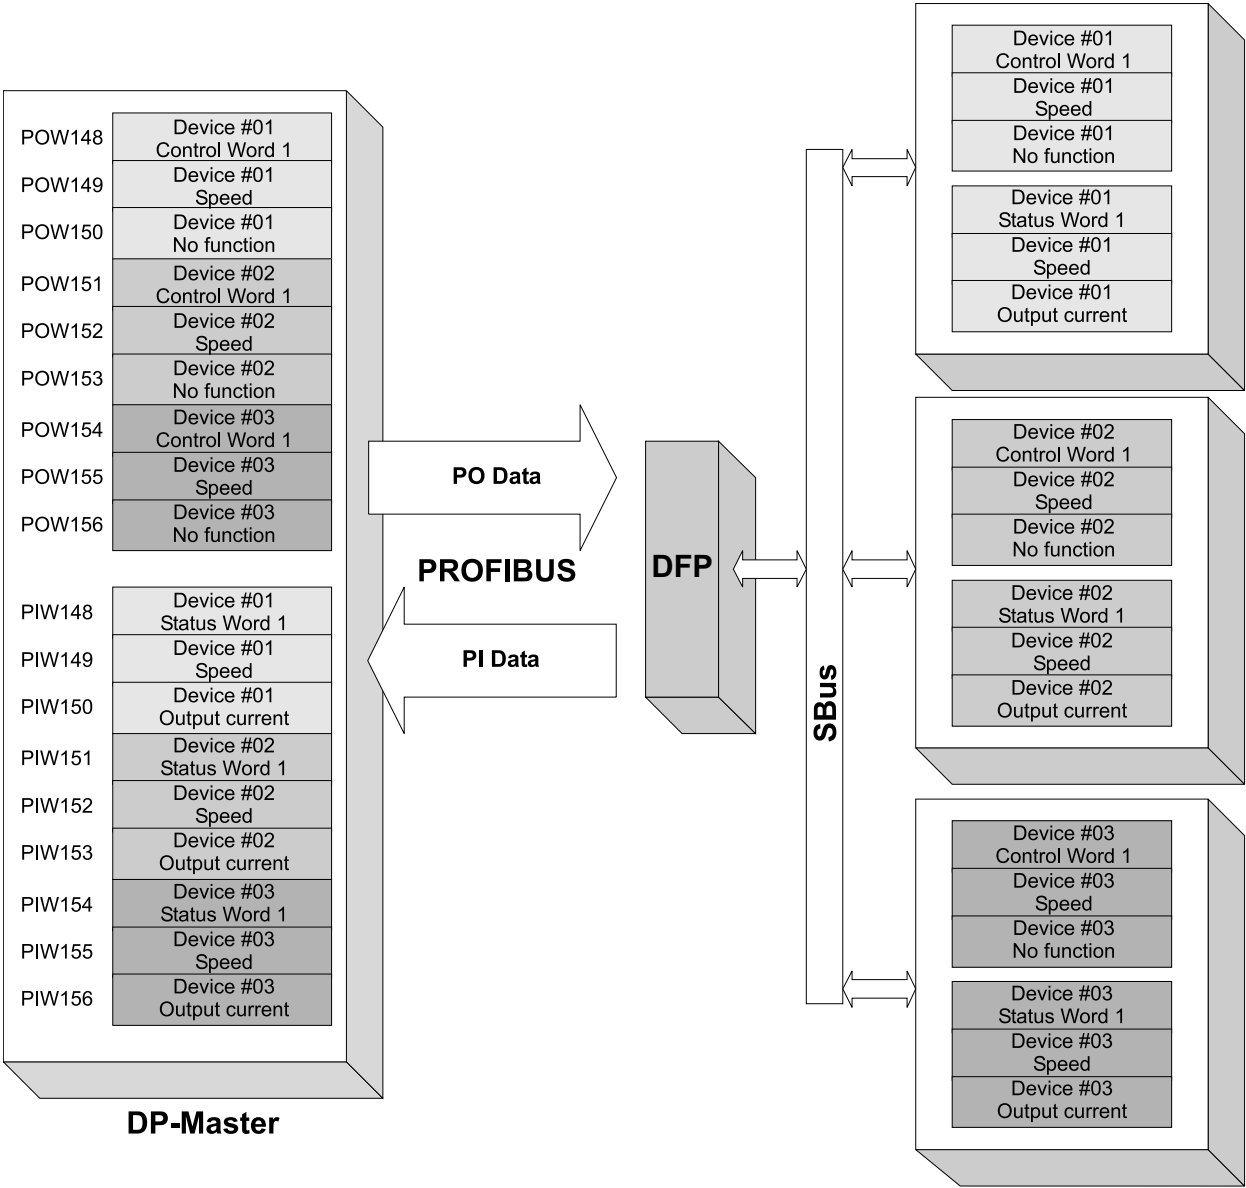 POW148
Device #01
Control Word 1
POW149
Device #01
Speed
POW150
Device #01
No function
POW151
Device #02
Control Word 1
POW152
Device #02
Speed
POW153
Device #02
No function
POW154
Device #03
Control Word 1
POW155
Device #03
Speed
POW156
Device #03
No function
PIW148
Device #01
Status Word 1
PIW149
Device #01
Speed
PIW150
Device #01
Output current
PIW151
Device #02
Status Word 1
PIW152
Device #02
Speed
PIW153
Device #02
Output current
PIW154
Device #03
Status Word 1
PIW155
Device #03
Speed
PIW156
Device #03
Output current
DP-Master
PO Data
PROFIBUS
PI Data
DFP
SBus
Device #01
Control Word 1
Device #01
Speed
Device #01
No function
Device #01
Status Word 1
Device #01
Speed
Device #01
Output current
Device #02
Control Word 1
Device #02
Speed
Device #02
No function
Device #02
Status Word 1
Device #02
Speed
Device #02
Output current
Device #03
Control Word 1
Device #03
Speed
Device #03
No function
Device #03
Status Word 1
Device #03
Speed
Device #03
Output current